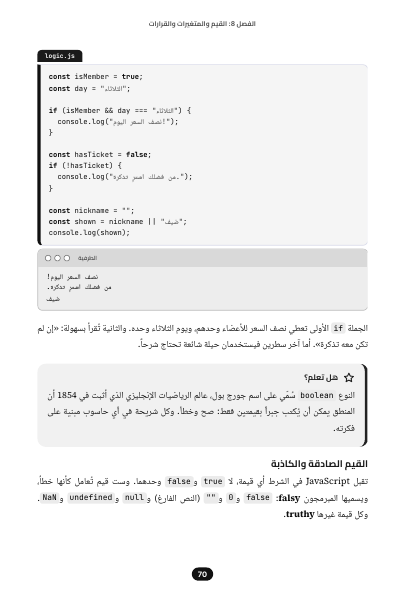 الفصل 8: القيم والمتغيرات والقرارات
logic.js
const isMember = true;
const day = "الثلاثاء";
if (isMember && day === "الثلاثاء") {
console.log("نصف السعر اليوم!");
}
const hasTicket = false;
if (!hasTicket) {
console.log("من فضلك اشترِ تذكرة.");
}
const nickname = "";
const shown = nickname || "ضيف";
console.log(shown);
الطرفية
نصف السعر اليوم!
من فضلك اشترِ تذكرة.
ضيف
الجملة if الأولى تعطي نصف السعر للأعضاء وحدهم، ويوم الثلاثاء وحده. والثانية تُقرأ بسهولة: «إن لم
تكن معه تذكرة». أما آخر سطرين فيستخدمان حيلة شائعة تحتاج شرحاً.
هل تعلم؟
النوع boolean سُمّي على اسم جورج بول، عالم الرياضيات الإنجليزي الذي أثبت في 1854 أن
المنطق يمكن أن يُكتب جبراً بقيمتين فقط: صح وخطأ. وكل شريحة في أي حاسوب مبنية على
فكرته.
القيم الصادقة والكاذبة
تقبل JavaScript في الشرط أي قيمة، لا true و false وحدهما. وست قيم تُعامل كأنها خطأ،
ويسميها المبرمجون falsy: false و 0 و "" (النص الفارغ) و null و undefined و NaN .
وكل قيمة غيرها truthy.
70